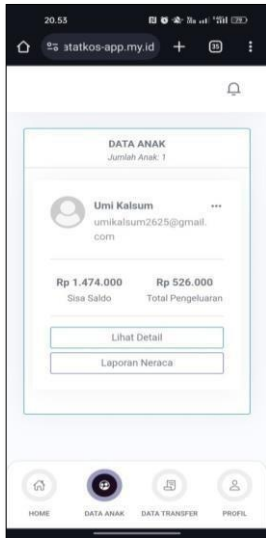 20.53
atatkos-app.my.id
35
DATA ANAK
Jumlah Anak: 1
Umi Kalsum
umikalsum2625@gmail.
com
Rp 1.474.000 Rp 526.000
Sisa Saldo Total Pengeluaran
Lihat Detail
Laporan Neraca
HOME DATA ANAK DATA TRANSFER PROFIL